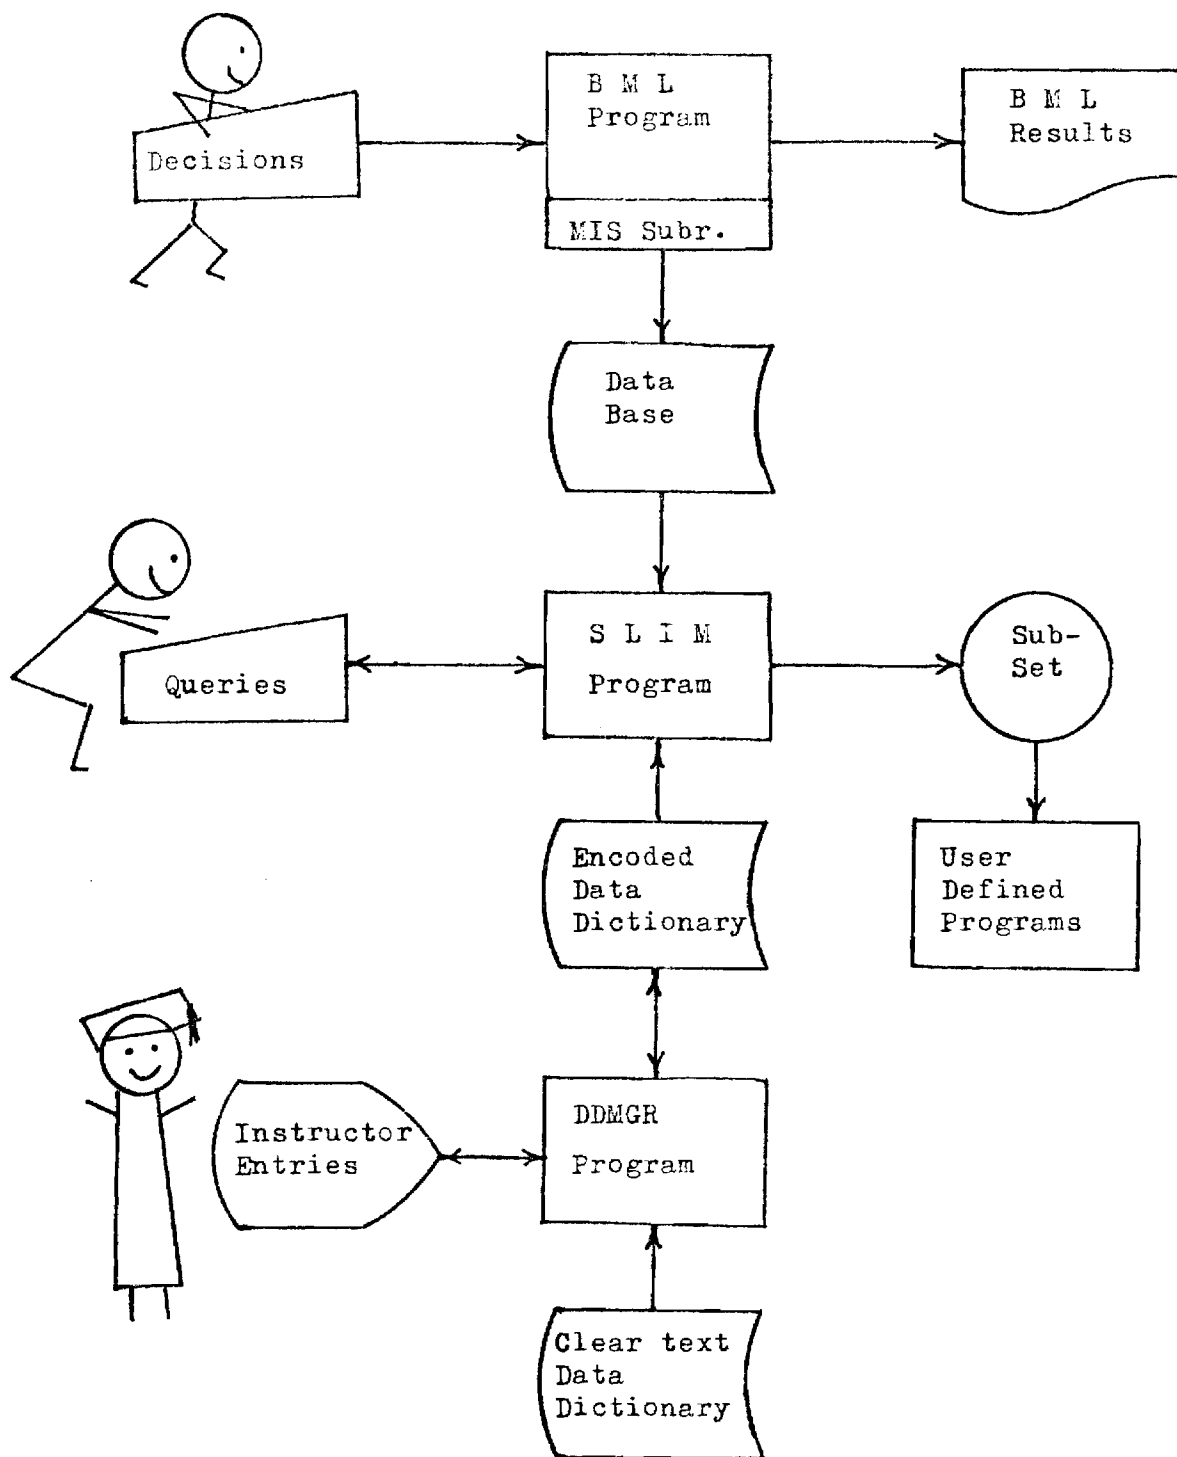 Decisions
B M L
Program
MIS Subr.
B M L
Results
Data
Base
Queries
S L I M
Program
Sub-
Set
Encoded
Data
Dictionary
User
Defined
Programs
Instructor
Entries
DDMGR
Program
Clear text
Data
Dictionary